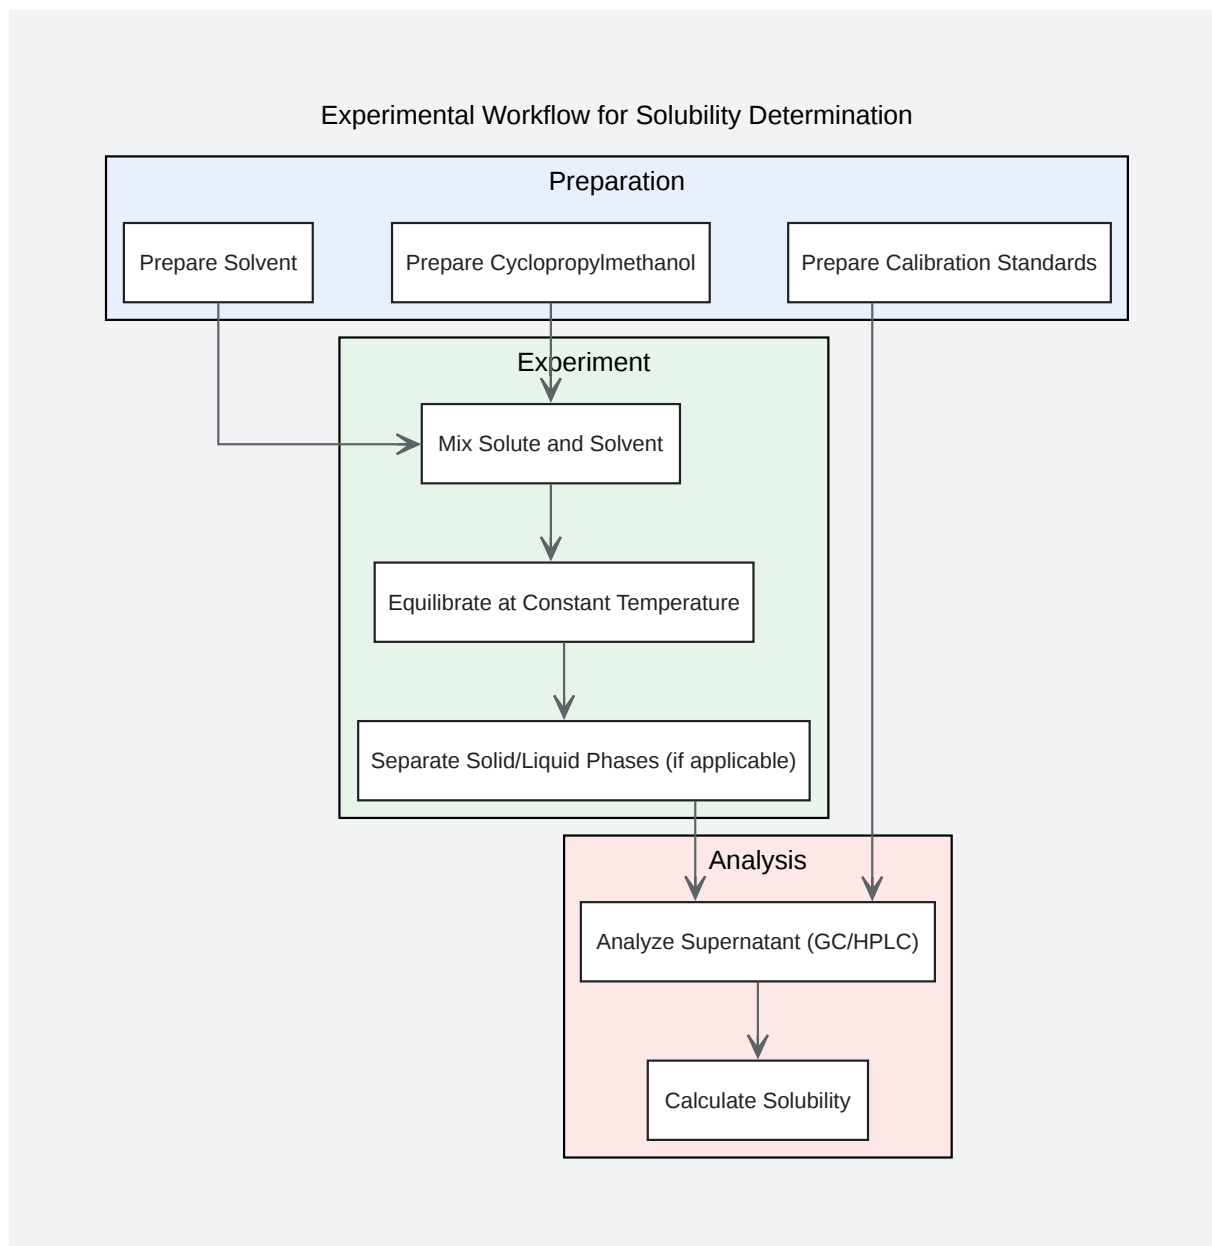 Experimental Workflow for Solubility Determination
Preparation
Prepare Solvent
Prepare Cyclopropylmethanol
Prepare Calibration Standards
Experiment
Mix Solute and Solvent
Equilibrate at Constant Temperature
Separate Solid/Liquid Phases (if applicable)
Analysis
Analyze Supernatant (GC/HPLC)
Calculate Solubility